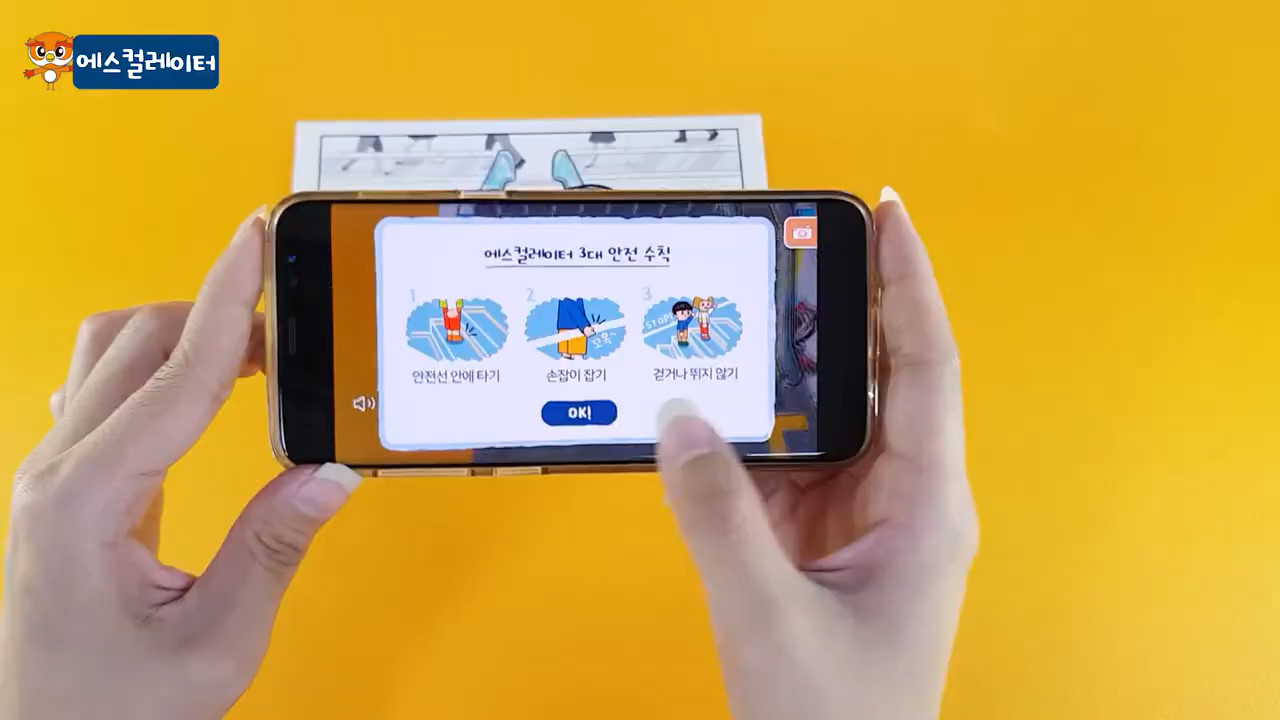 에스컬레이터
에스컬레이터 3대 안전 수칙
1
2
3
STOP!
꼬옥~
안전선 안에 타기
손잡이 잡기
걷거나 뛰지 않기
OK!